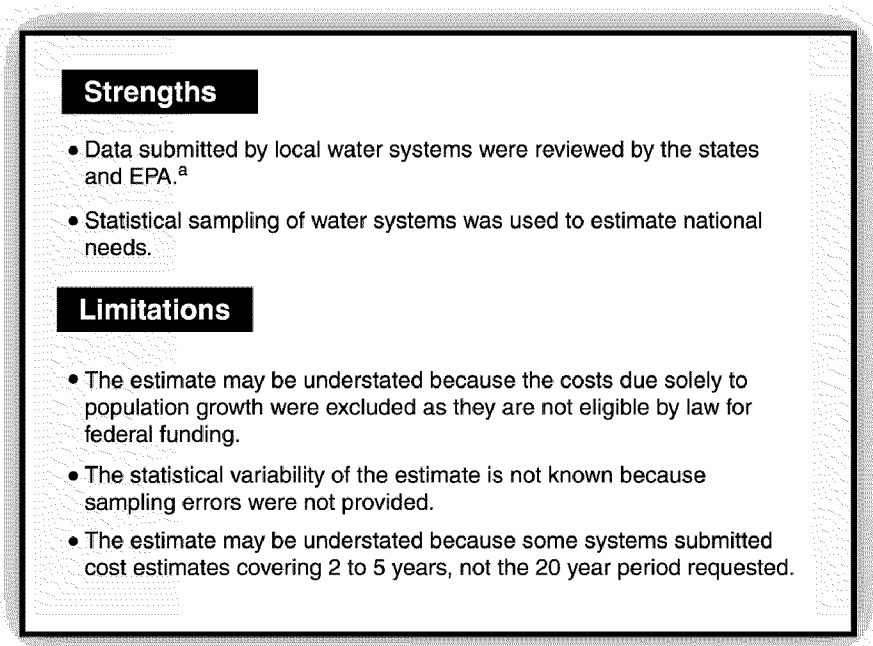 Strengths
• Data submitted by local water systems were reviewed by the states
and EPA.a
• Statistical sampling of water systems was used to estimate national
needs.
Limitations
• The estimate may be understated because the costs due solely to
population growth were excluded as they are not eligible by law for
federal funding.
• The statistical variability of the estimate is not known because
sampling errors were not provided.
• The estimate may be understated because some systems submitted
cost estimates covering 2 to 5 years, not the 20 year period requested.